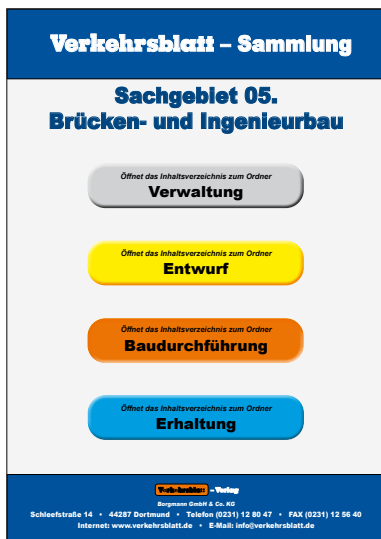 Verkehrsblatt – Sammlung
Sachgebiet 05.
Brücken- und Ingenieurbau
Öffnet das Inhaltsverzeichnis zum Ordner
Verwaltung
Öffnet das Inhaltsverzeichnis zum Ordner
Entwurf
Öffnet das Inhaltsverzeichnis zum Ordner
Baudurchführung
Öffnet das Inhaltsverzeichnis zum Ordner
Erhaltung
Verkehrsblatt – Verlag
Borgmann GmbH & Co. KG
Schleefstraße 14 • 44287 Dortmund • Telefon (0231) 12 80 47 • FAX (0231) 12 56 40
Internet: www.verkehrsblatt.de • E-Mail: info@verkehrsblatt.de